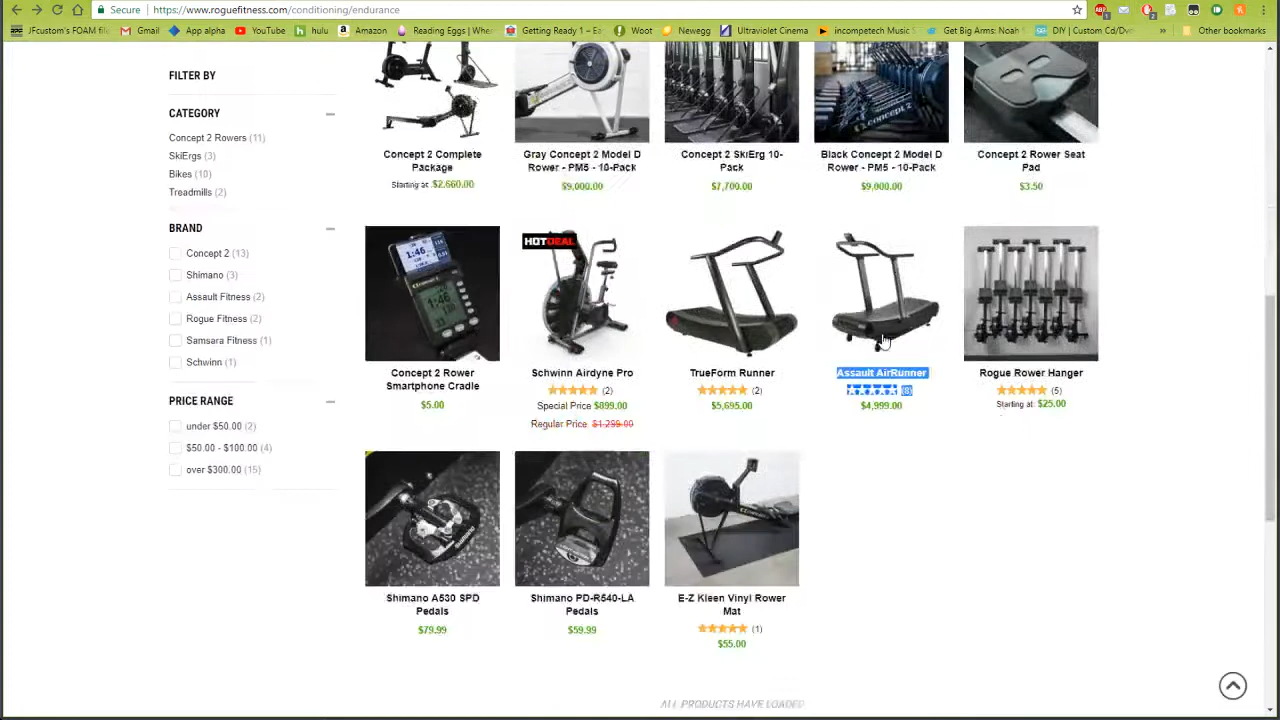 Secure https://www.roguefitness.com/conditioning/endurance
JFcustom's FOAM file Gmail App alpha YouTube hulu Amazon Reading Eggs | Wher Getting Ready 1 – E Woot Newegg Ultraviolet Cinema incompetech Music Get Big Arms: Noah DIY | Custom Cd/Dv » Other bookmarks
FILTER BY
CATEGORY
Concept 2 Rowers (11)
SkiErgs (3)
Bikes (10)
Treadmills (2)
BRAND
Concept 2 (13)
Shimano (3)
Assault Fitness (2)
Rogue Fitness (2)
Samsara Fitness (1)
Schwinn (1)
PRICE RANGE
under $50.00 (2)
$50.00 - $100.00 (4)
over $300.00 (15)
Concept 2 Complete Package
Starting at: $2,660.00
Gray Concept 2 Model D Rower - PM5 - 10-Pack
$9,000.00
Concept 2 SkiErg 10-Pack
$7,700.00
Black Concept 2 Model D Rower - PM5 - 10-Pack
$9,000.00
Concept 2 Rower Seat Pad
$3.50
Concept 2 Rower Smartphone Cradle
$5.00
HOTDEAL
Schwinn Airdyne Pro
(2)
Special Price $899.00
Regular Price: $1,299.00
TrueForm Runner
(2)
$5,695.00
Assault AirRunner
(8)
$4,999.00
Rogue Rower Hanger
(5)
Starting at: $25.00
Shimano A530 SPD Pedals
$79.99
Shimano PD-R540-LA Pedals
$59.99
E-Z Kleen Vinyl Rower Mat
(1)
$55.00
ALL PRODUCTS HAVE LOADED